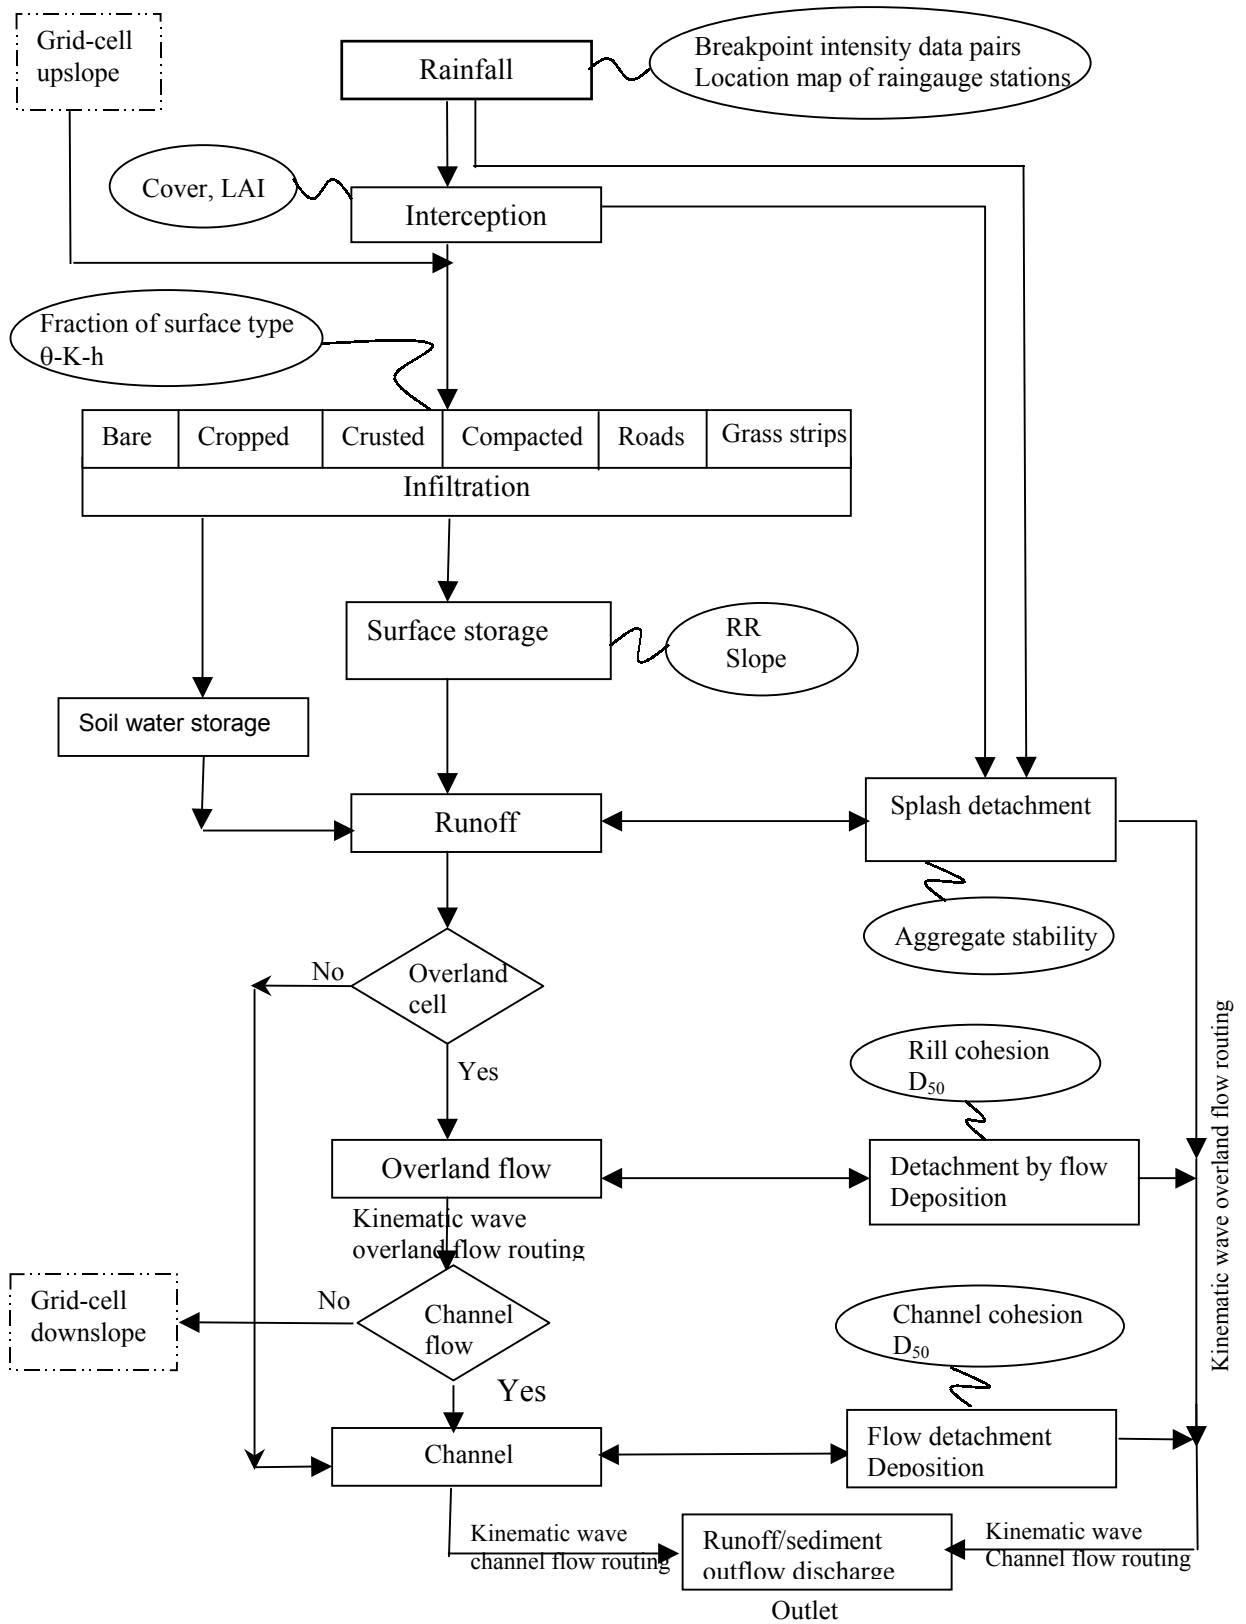 Grid-cell
upslope
Rainfall
Breakpoint intensity data pairs
Location map of raingauge stations
Cover, LAI
Interception
Fraction of surface type
θ-K-h
Bare
Cropped
Crusted
Compacted
Roads
Grass strips
Infiltration
Surface storage
RR
Slope
Soil water storage
Runoff
Splash detachment
Aggregate stability
No
Overland
cell
Yes
Rill cohesion
D₅₀
Overland flow
Detachment by flow
Deposition
Kinematic wave
overland flow routing
Kinematic wave overland flow routing
Grid-cell
downslope
No
Channel
flow
Yes
Channel cohesion
D₅₀
Channel
Flow detachment
Deposition
Kinematic wave
channel flow routing
Runoff/sediment
outflow discharge
Kinematic wave
Channel flow routing
Outlet